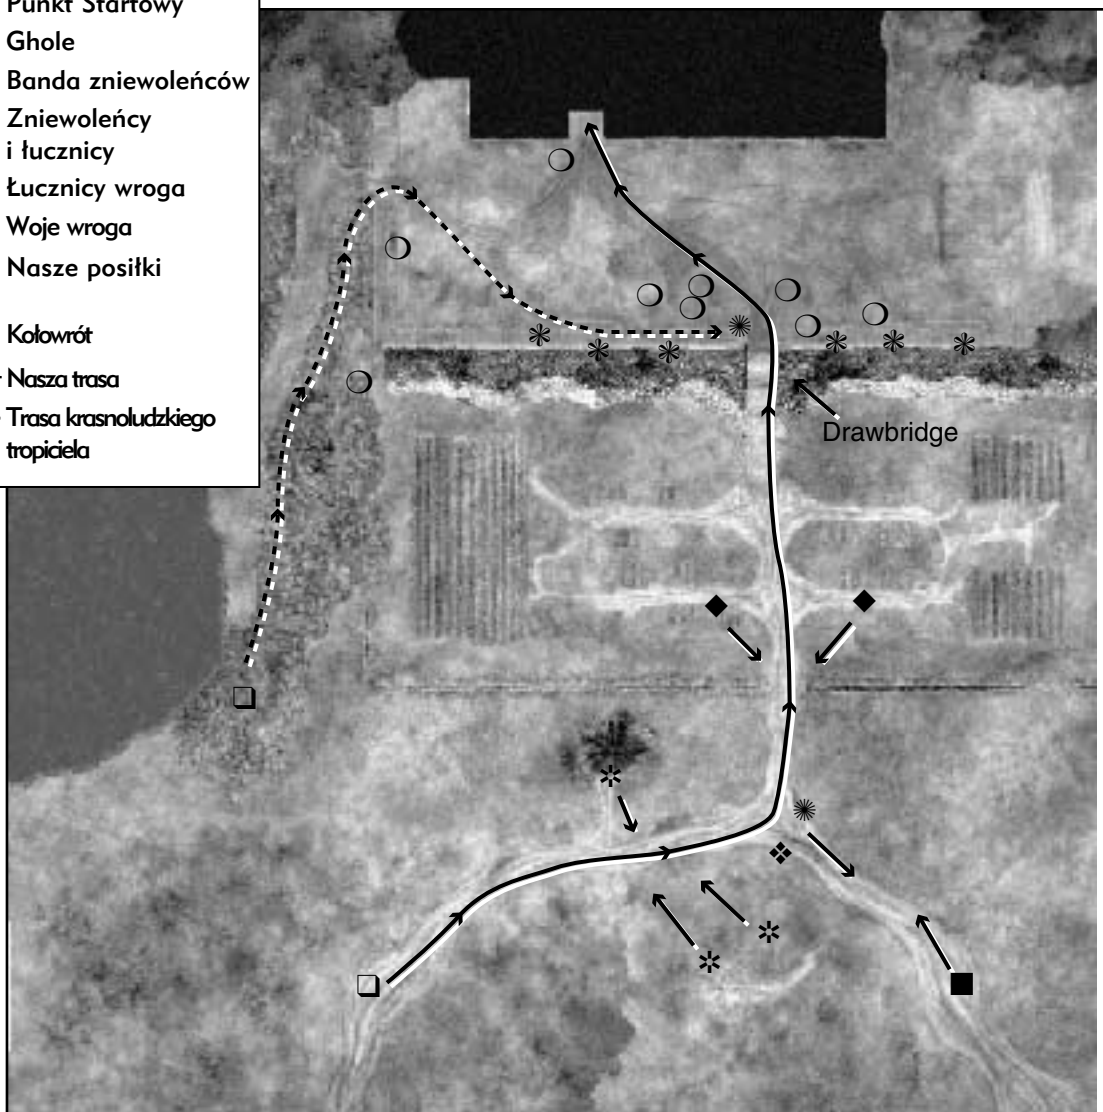 Punkt Startowy
Ghole
Banda zniewoleńców
Zniewoleńcy
i łucznicy
Łucznicy wroga
Woje wroga
Nasze posiłki
Kołowrót
Nasza trasa
Trasa krasnoludzkiego
tropiciela
Drawbridge